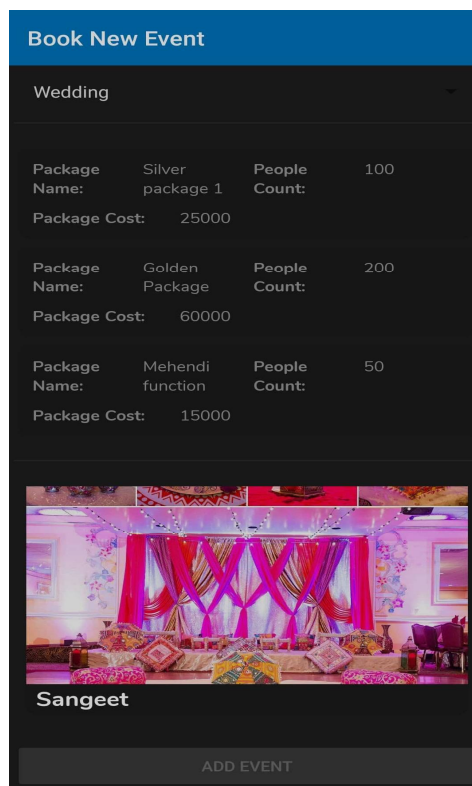 Book New Event
Wedding
Package Name: Silver package 1 People Count: 100
Package Cost: 25000
Package Name: Golden Package People Count: 200
Package Cost: 60000
Package Name: Mehendi function People Count: 50
Package Cost: 15000
Sangeet
ADD EVENT